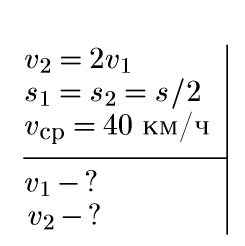 v₂ = 2v₁
s₁ = s₂ = s/2
v_ср = 40 км/ч
v₁ – ?
v₂ – ?